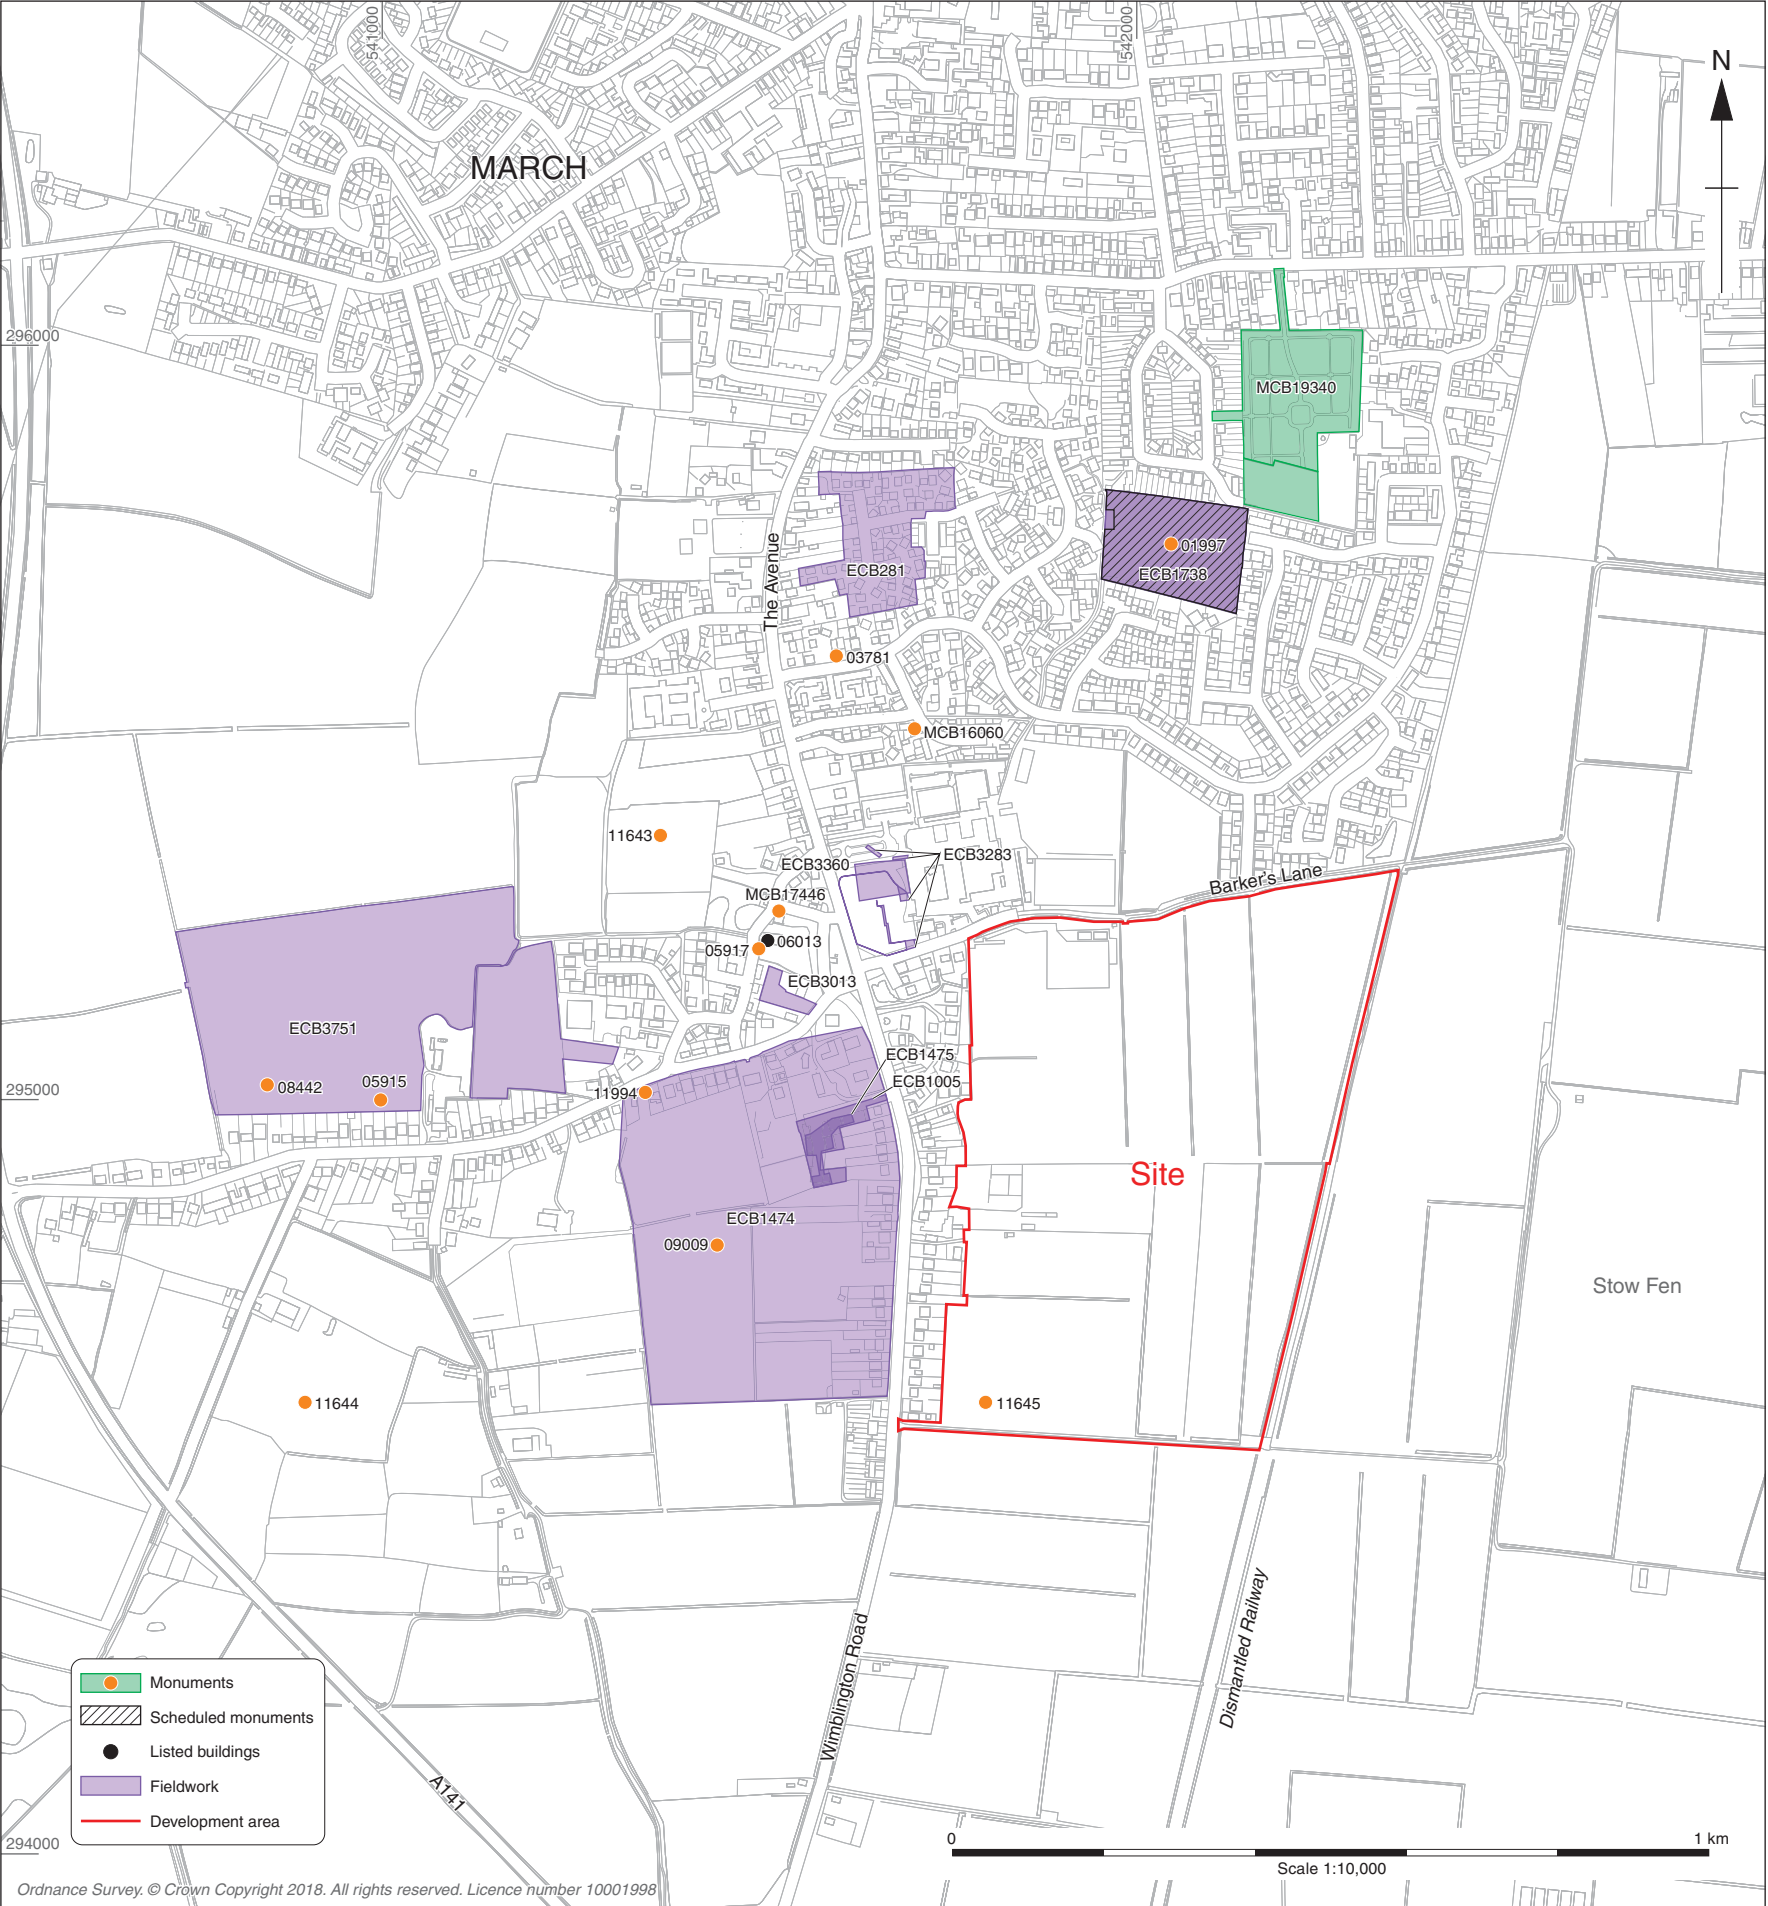 541000
542000
N
MARCH
296000
MCB19340
The Avenue
01997
ECB281
ECB1738
03781
MCB16060
11643
ECB3360
ECB3283
Barker's Lane
MCB17446
06013
05917
ECB3013
ECB3751
ECB1475
08442
05915
ECB1005
295000
11994
Site
ECB1474
09009
Stow Fen
11644
11645
Wimblington Road
Dismantled Railway
A141
Monuments
Scheduled monuments
Listed buildings
Fieldwork
Development area
294000
0
1 km
Scale 1:10,000
Ordnance Survey. © Crown Copyright 2018. All rights reserved. Licence number 10001998